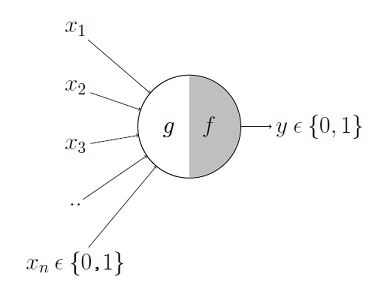 x₁
x₂
x₃
..
xₙ ϵ {0,1}
g f
y ϵ {0,1}